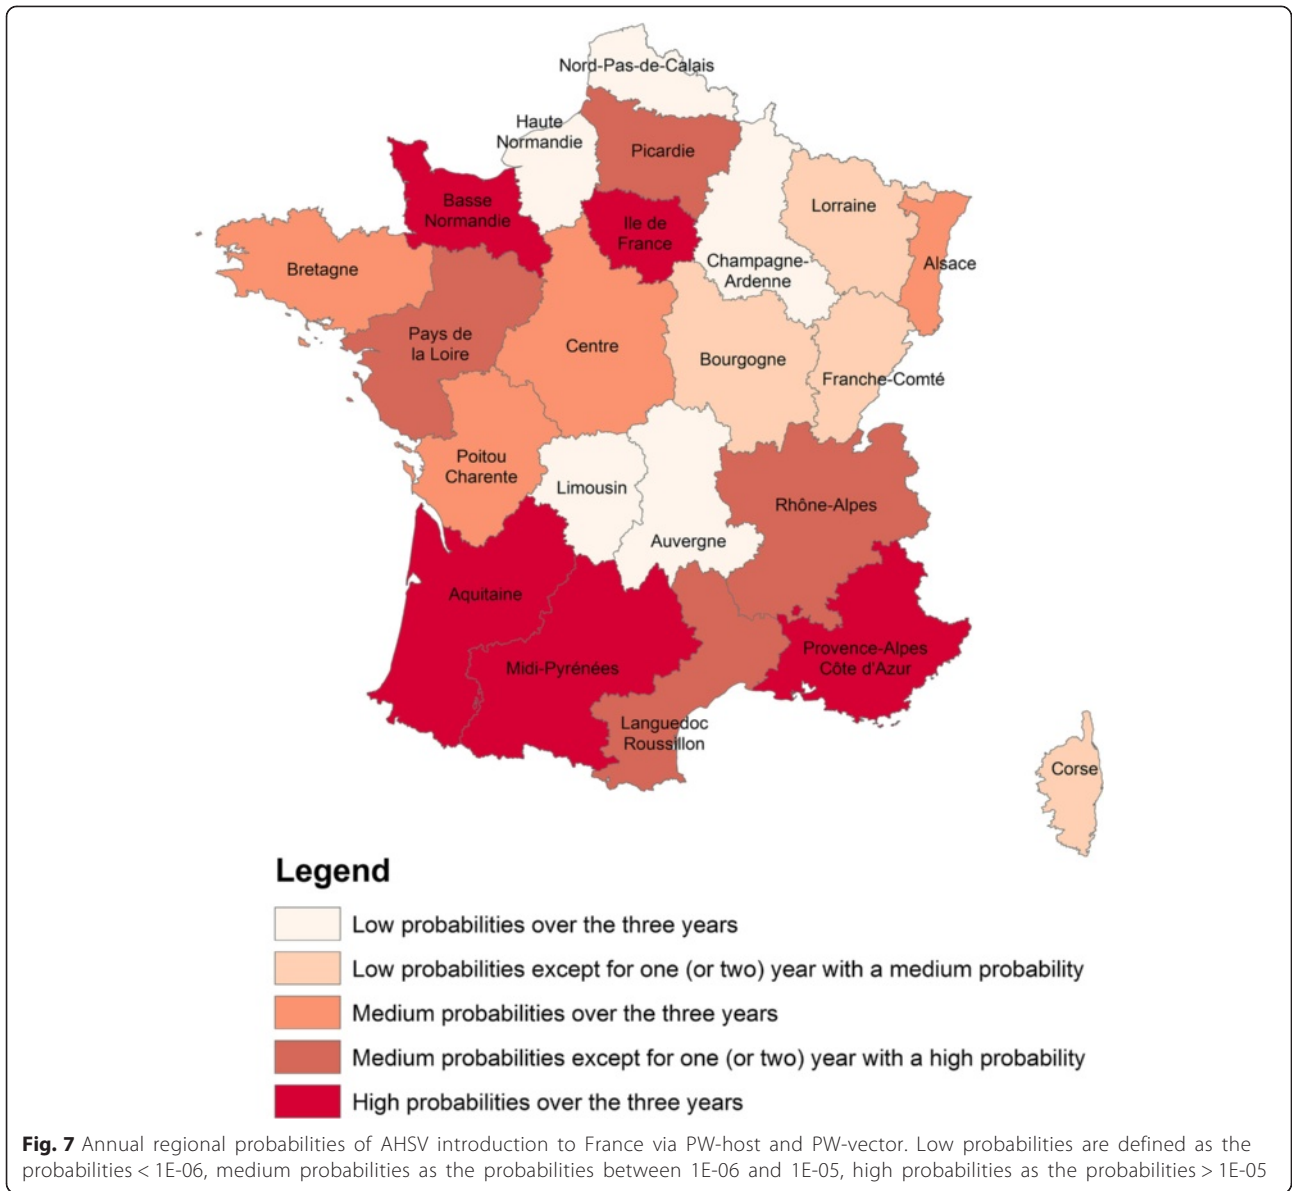 Nord-Pas-de-Calais
Haute
Normandie
Picardie
Basse
Normandie
Ile de
France
Lorraine
Champagne-
Ardenne
Alsace
Bretagne
Pays de
la Loire
Centre
Bourgogne
Franche-Comté
Poitou
Charente
Limousin
Rhône-Alpes
Auvergne
Aquitaine
Midi-Pyrénées
Provence-Alpes
Côte d'Azur
Languedoc
Roussillon
Corse
Legend
Low probabilities over the three years
Low probabilities except for one (or two) year with a medium probability
Medium probabilities over the three years
Medium probabilities except for one (or two) year with a high probability
High probabilities over the three years
Fig. 7 Annual regional probabilities of AHSV introduction to France via PW-host and PW-vector. Low probabilities are defined as the
probabilities < 1E-06, medium probabilities as the probabilities between 1E-06 and 1E-05, high probabilities as the probabilities > 1E-05